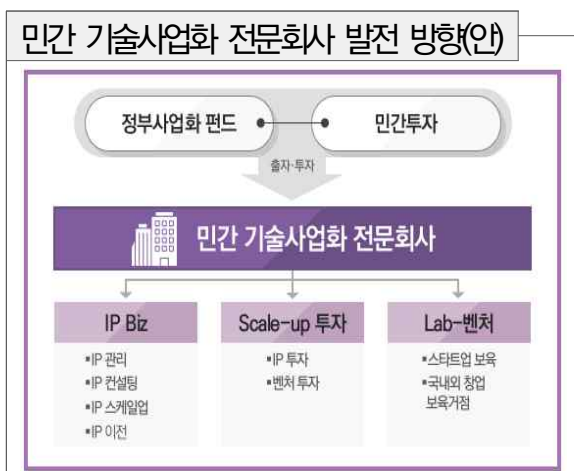 민간 기술사업화 전문회사 발전 방향(안)
정부사업화 펀드
민간투자
출자·투자
민간 기술사업화 전문회사
IP Biz
▪IP 관리
▪IP 컨설팅
▪IP 스케일업
▪IP 이전
Scale-up 투자
▪IP 투자
▪벤처 투자
Lab-벤처
▪스타트업 보육
▪국내외 창업
보육거점